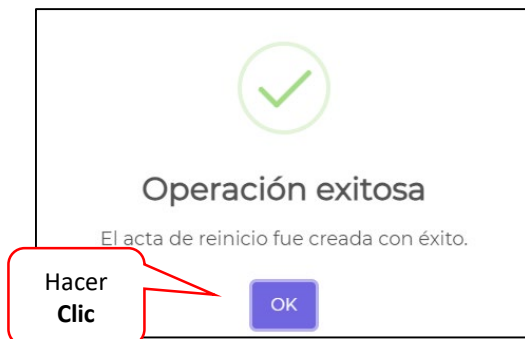 Operación exitosa
El acta de reinicio fue creada con éxito.
Hacer
Clic
OK